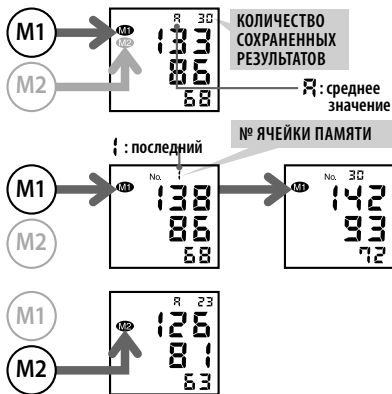 M1
M2
M1
M2
A 30
133
86
68
КОЛИЧЕСТВО
СОХРАНЕННЫХ
РЕЗУЛЬТАТОВ
A : среднее
значение
1 : последний
№ ЯЧЕЙКИ ПАМЯТИ
M1
M2
M1
No. 1
138
86
68
M1
No. 30
142
93
72
M1
M2
M2
A 23
126
81
63